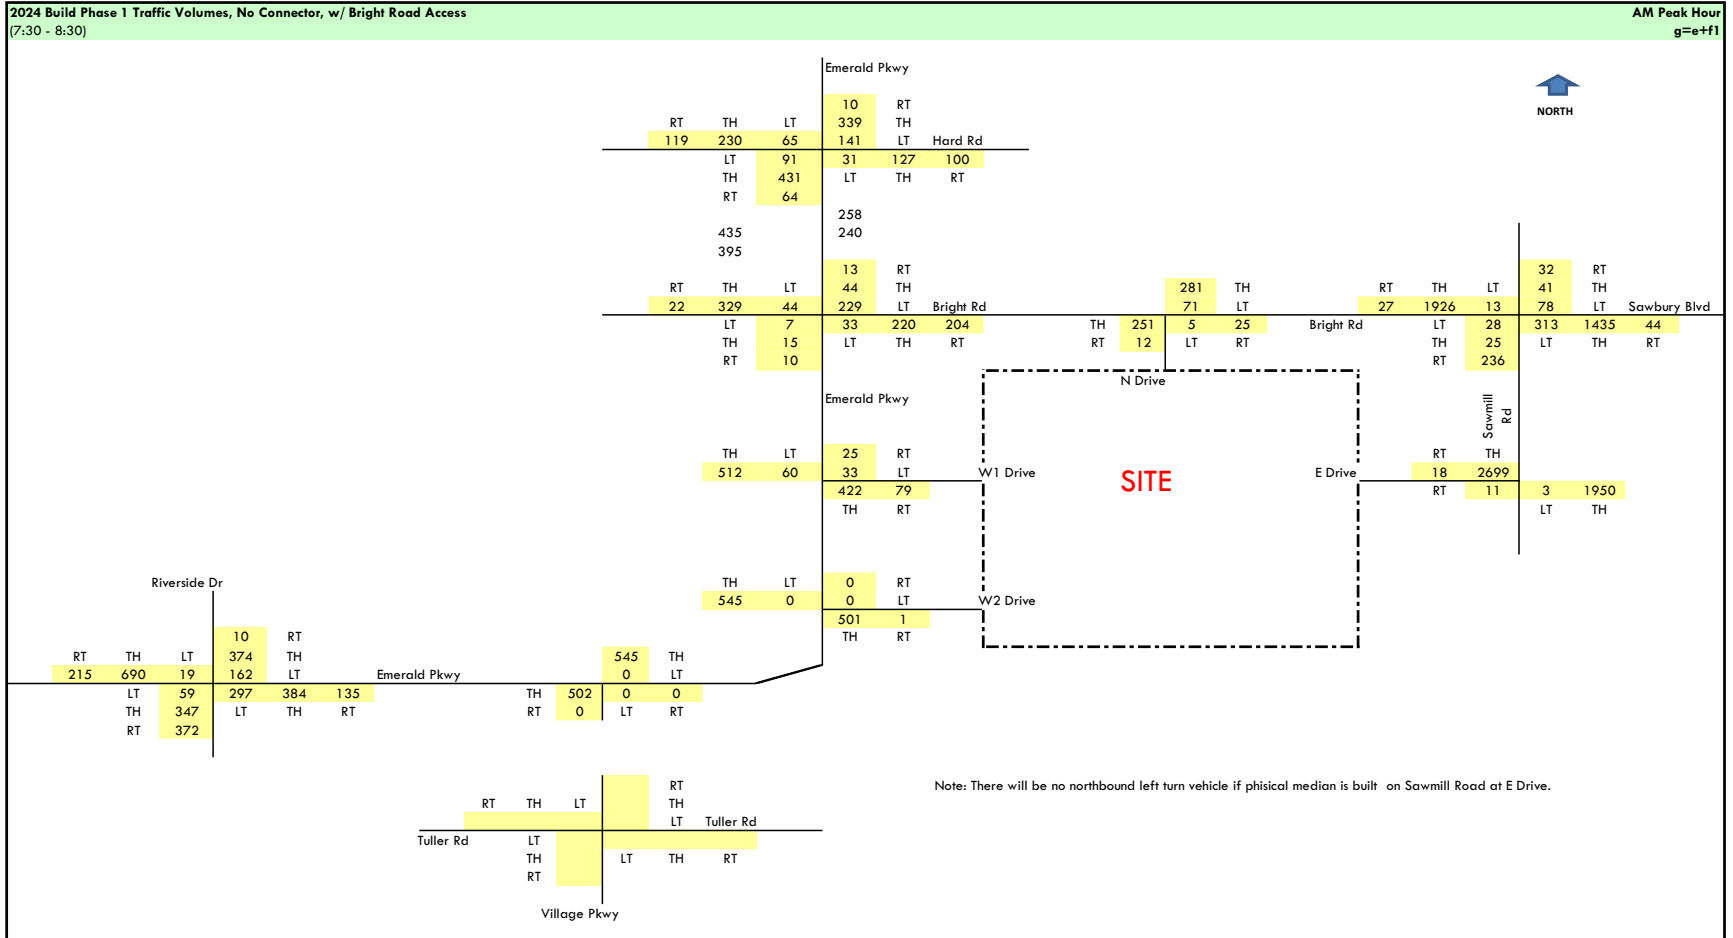 2024 Build Phase 1 Traffic Volumes, No Connector, w/ Bright Road Access AM Peak Hour
(7:30 - 8:30) g=e+f1
Emerald Pkwy
NORTH
10 RT
RT TH LT 339 TH
119 230 65 141 LT Hard Rd
LT 91 31 127 100
TH 431 LT TH RT
RT 64
258
435 240
395
13 RT 32 RT
RT TH LT 44 TH 281 TH RT TH LT 41 TH
22 329 44 229 LT Bright Rd 71 LT 27 1926 13 78 LT Sawbury Blvd
LT 7 33 220 204 TH 251 5 25 Bright Rd LT 28 313 1435 44
TH 15 LT TH RT RT 12 LT RT TH 25 LT TH RT
RT 10 RT 236
N Drive
Emerald Pkwy
Sawmill
Rd
TH LT 25 RT RT TH
512 60 33 LT W1 Drive SITE E Drive 18 2699
422 79 RT 11 3 1950
TH RT LT TH
Riverside Dr TH LT 0 RT
545 0 0 LT W2 Drive
501 1
10 RT TH RT
RT TH LT 374 TH 545 TH
215 690 19 162 LT Emerald Pkwy 0 LT
LT 59 297 384 135 TH 502 0 0
TH 347 LT TH RT RT 0 LT RT
RT 372
RT
Note: There will be no northbound left turn vehicle if phisical median is built on Sawmill Road at E Drive.
RT TH LT TH
LT Tuller Rd
Tuller Rd LT
TH LT TH RT
RT
Village Pkwy